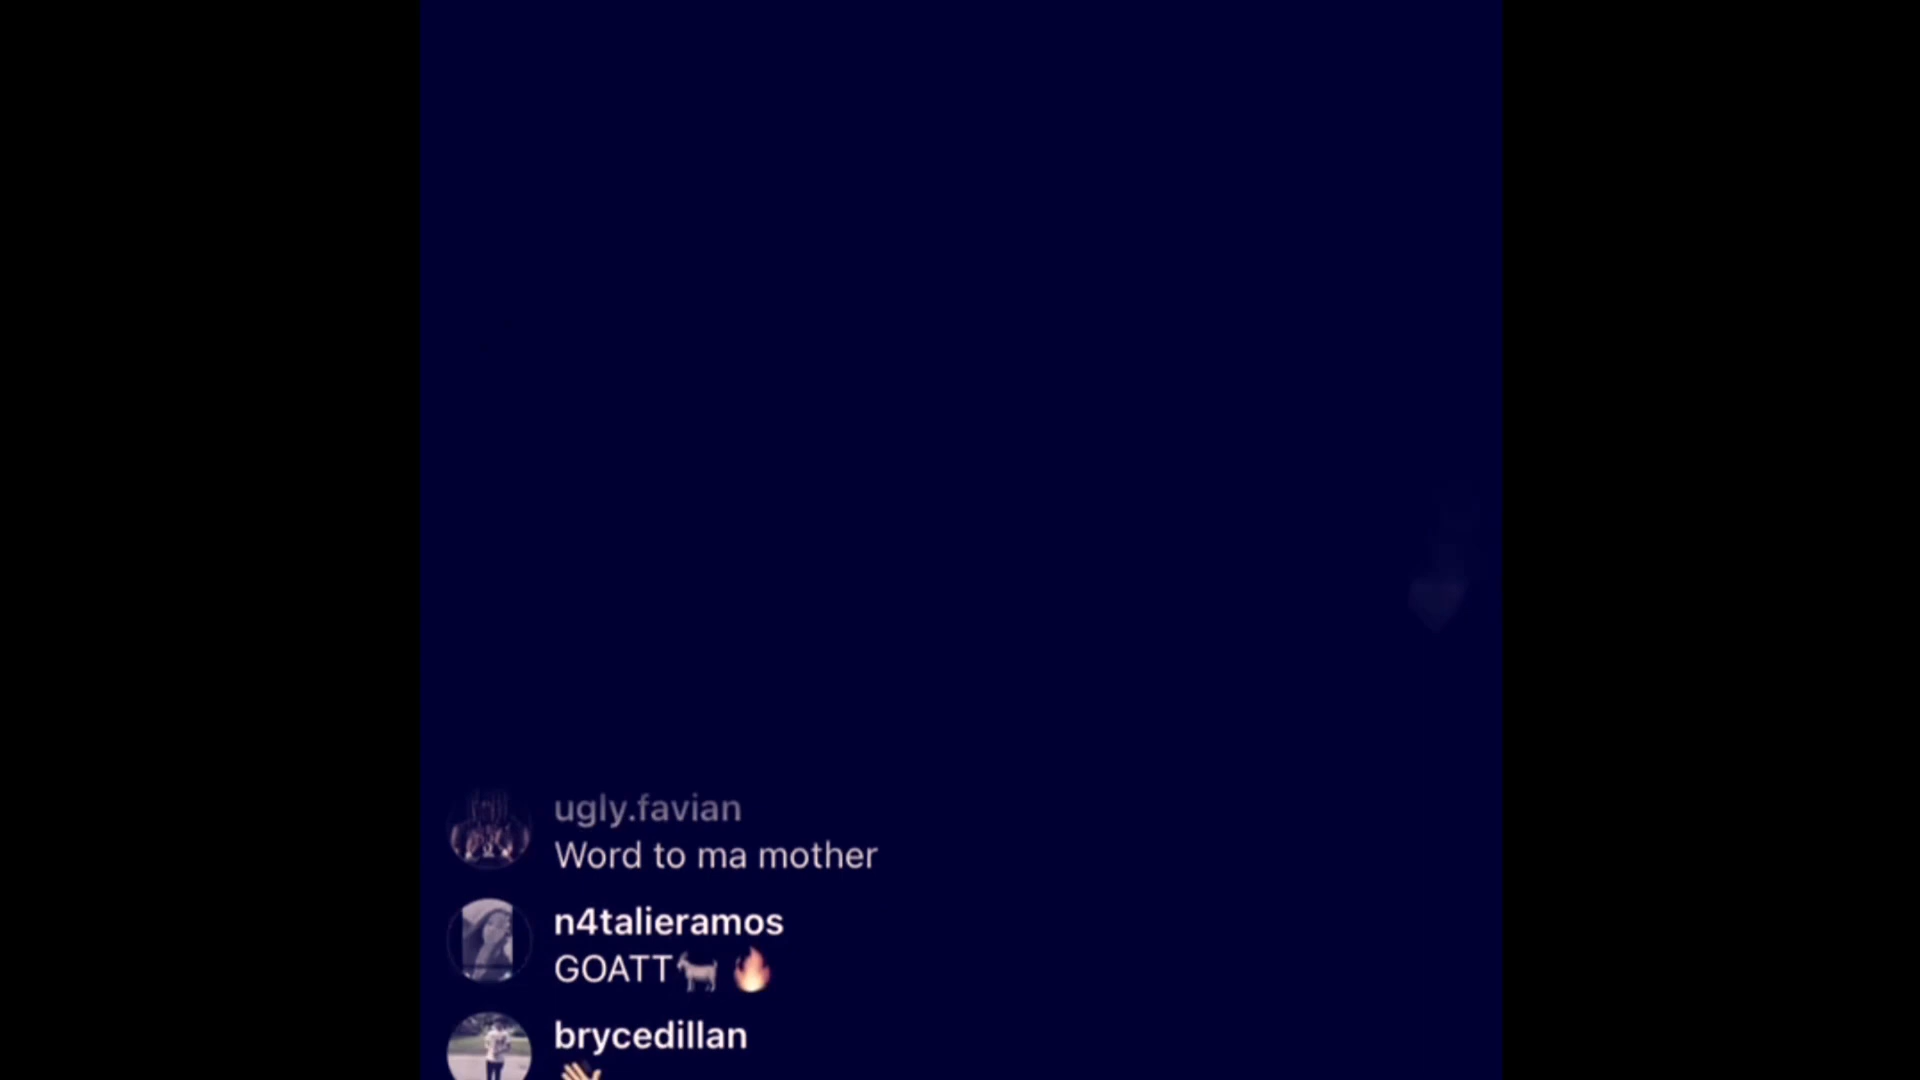 ugly.favian
Word to ma mother
n4talieramos
GOATT🐐 🔥
brycedillan
👋🏼